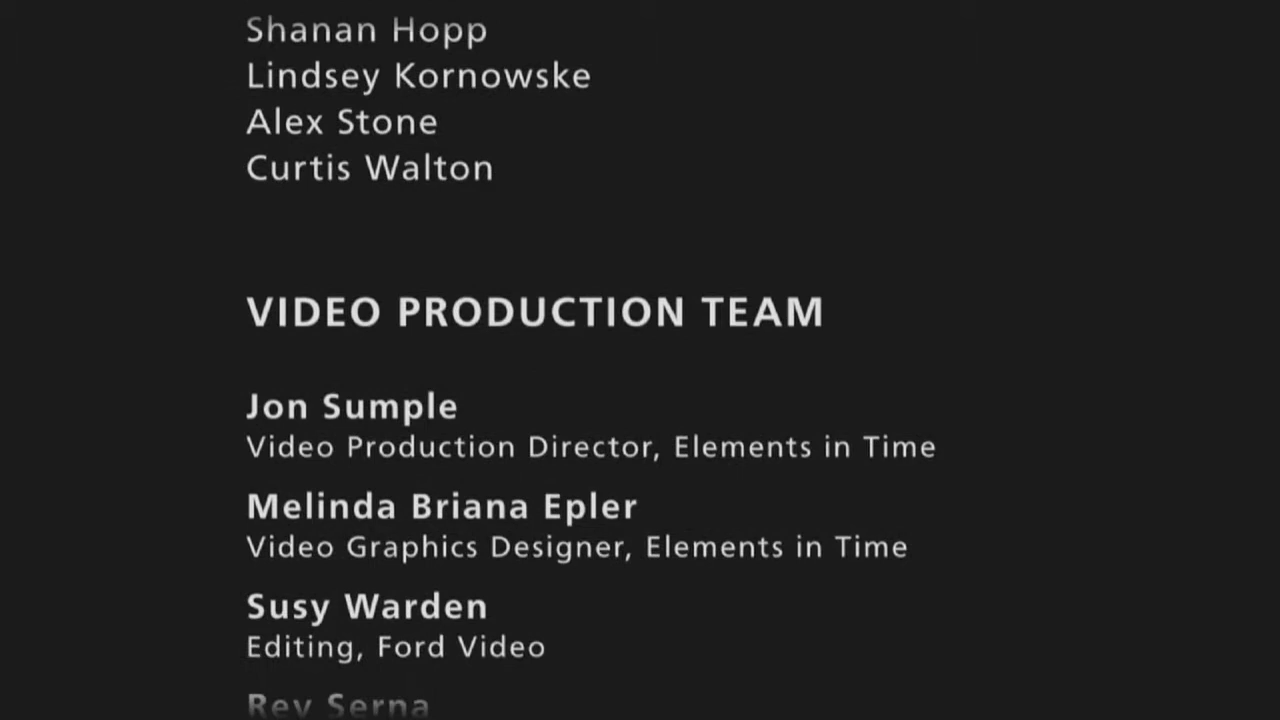 Shanan Hopp
Lindsey Kornowske
Alex Stone
Curtis Walton
VIDEO PRODUCTION TEAM
Jon Sumple
Video Production Director, Elements in Time
Melinda Briana Epler
Video Graphics Designer, Elements in Time
Susy Warden
Editing, Ford Video
Rev Serna